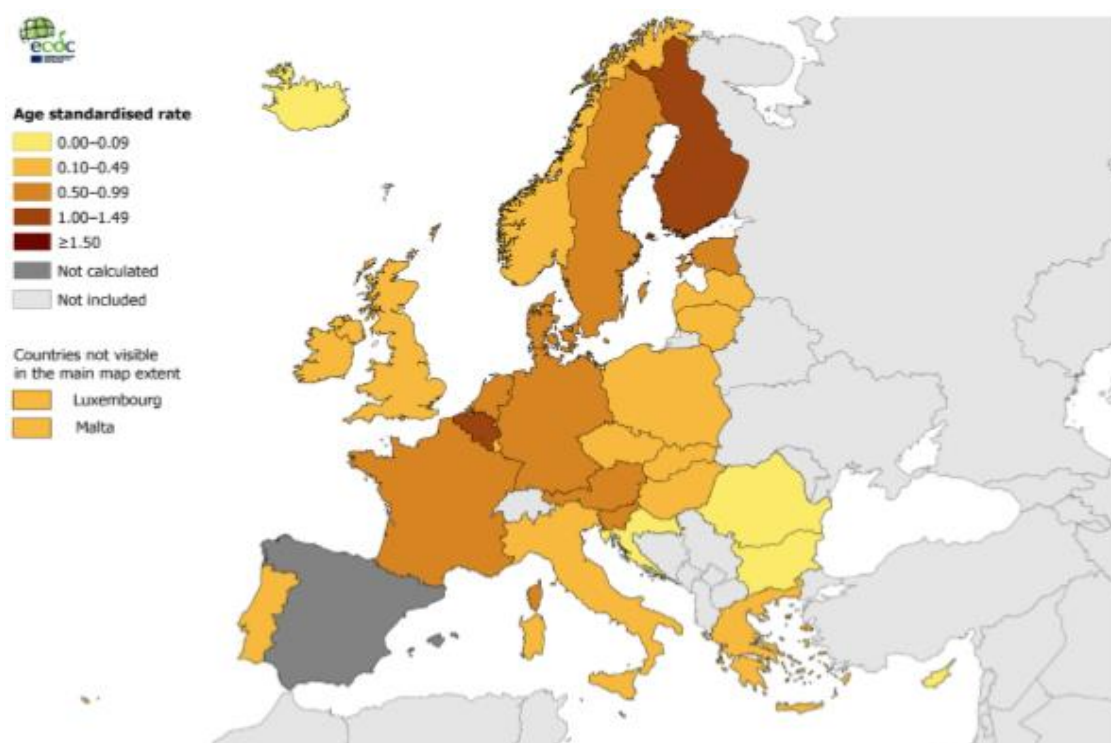 ecdc
Age standardised rate
0.00–0.09
0.10–0.49
0.50–0.99
1.00–1.49
≥1.50
Not calculated
Not included
Countries not visible
in the main map extent
Luxembourg
Malta